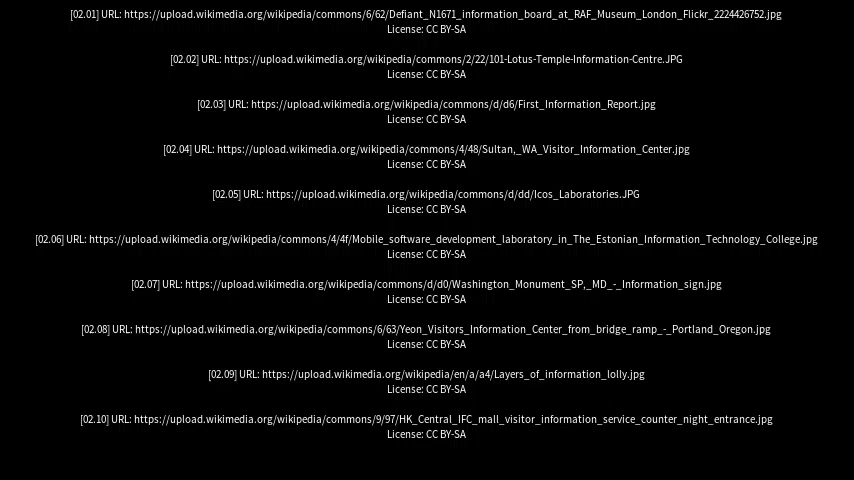 [02.01] URL: https://upload.wikimedia.org/wikipedia/commons/6/62/Defiant_N1671_information_board_at_RAF_Museum_London_Flickr_2224426752.jpg
License: CC BY-SA
[02.02] URL: https://upload.wikimedia.org/wikipedia/commons/2/22/101-Lotus-Temple-Information-Centre.JPG
License: CC BY-SA
[02.03] URL: https://upload.wikimedia.org/wikipedia/commons/d/d6/First_Information_Report.jpg
License: CC BY-SA
[02.04] URL: https://upload.wikimedia.org/wikipedia/commons/4/48/Sultan,_WA_Visitor_Information_Center.jpg
License: CC BY-SA
[02.05] URL: https://upload.wikimedia.org/wikipedia/commons/d/dd/Icos_Laboratories.JPG
License: CC BY-SA
[02.06] URL: https://upload.wikimedia.org/wikipedia/commons/4/4f/Mobile_software_development_laboratory_in_The_Estonian_Information_Technology_College.jpg
License: CC BY-SA
[02.07] URL: https://upload.wikimedia.org/wikipedia/commons/d/d0/Washington_Monument_SP,_MD_-_Information_sign.jpg
License: CC BY-SA
[02.08] URL: https://upload.wikimedia.org/wikipedia/commons/6/63/Yeon_Visitors_Information_Center_from_bridge_ramp_-_Portland_Oregon.jpg
License: CC BY-SA
[02.09] URL: https://upload.wikimedia.org/wikipedia/en/a/a4/Layers_of_information_lolly.jpg
License: CC BY-SA
[02.10] URL: https://upload.wikimedia.org/wikipedia/commons/9/97/HK_Central_IFC_mall_visitor_information_service_counter_night_entrance.jpg
License: CC BY-SA